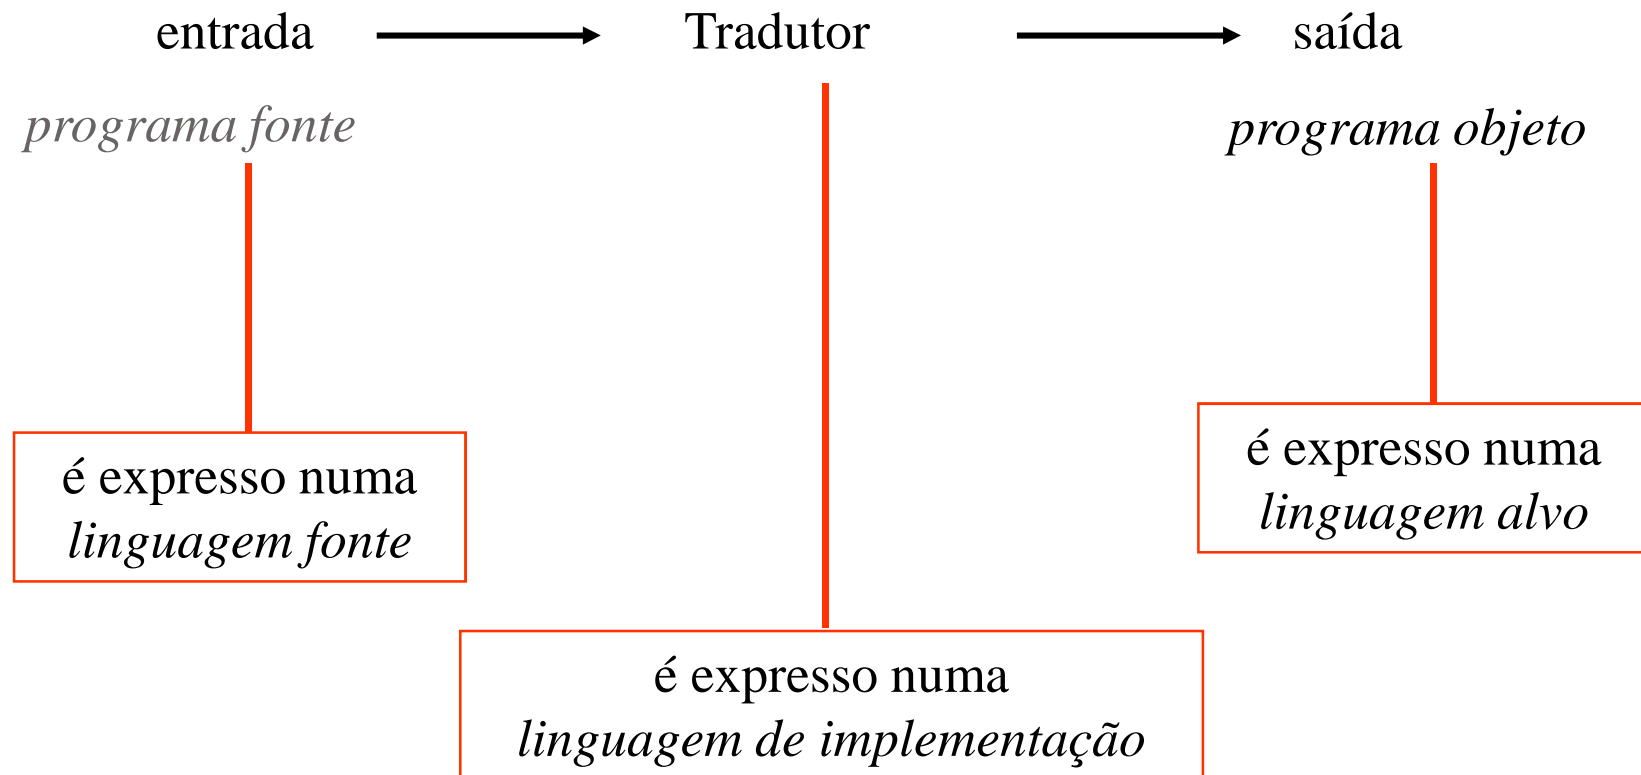 entrada
Tradutor
saída
programa fonte
programa objeto
é expresso numa
linguagem fonte
é expresso numa
linguagem alvo
é expresso numa
linguagem de implementação